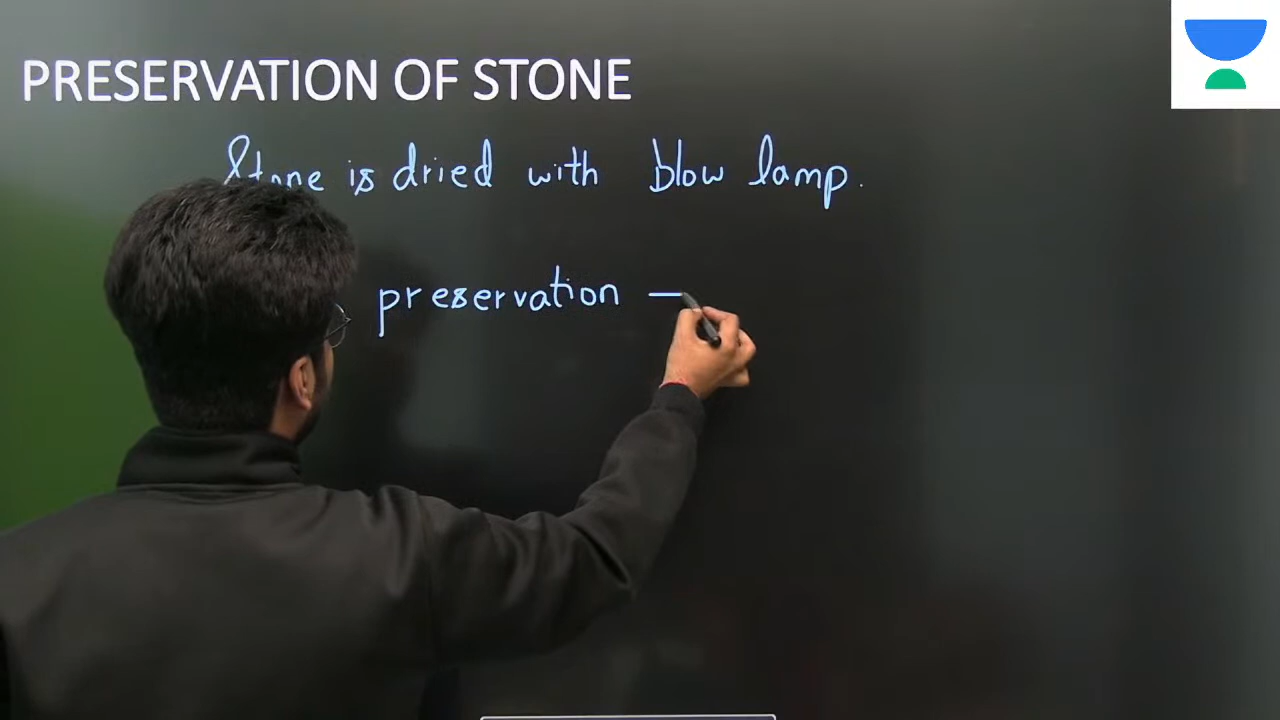 PRESERVATION OF STONE
Stone is dried with blow lamp.
preservation —